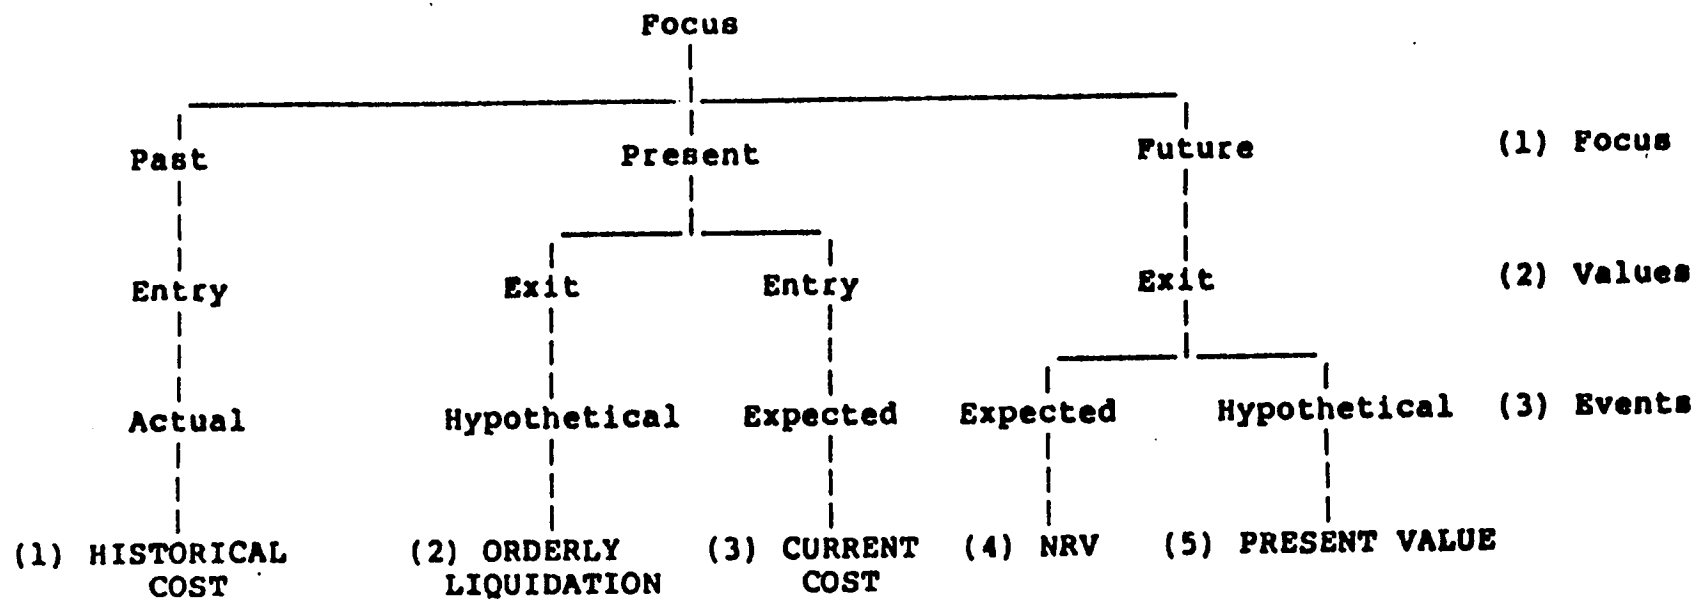 Focus
Past Present Future (1) Focus
Entry Exit Entry Exit (2) Values
Actual Hypothetical Expected Expected Hypothetical (3) Events
(1) HISTORICAL (2) ORDERLY (3) CURRENT (4) NRV (5) PRESENT VALUE
COST LIQUIDATION COST